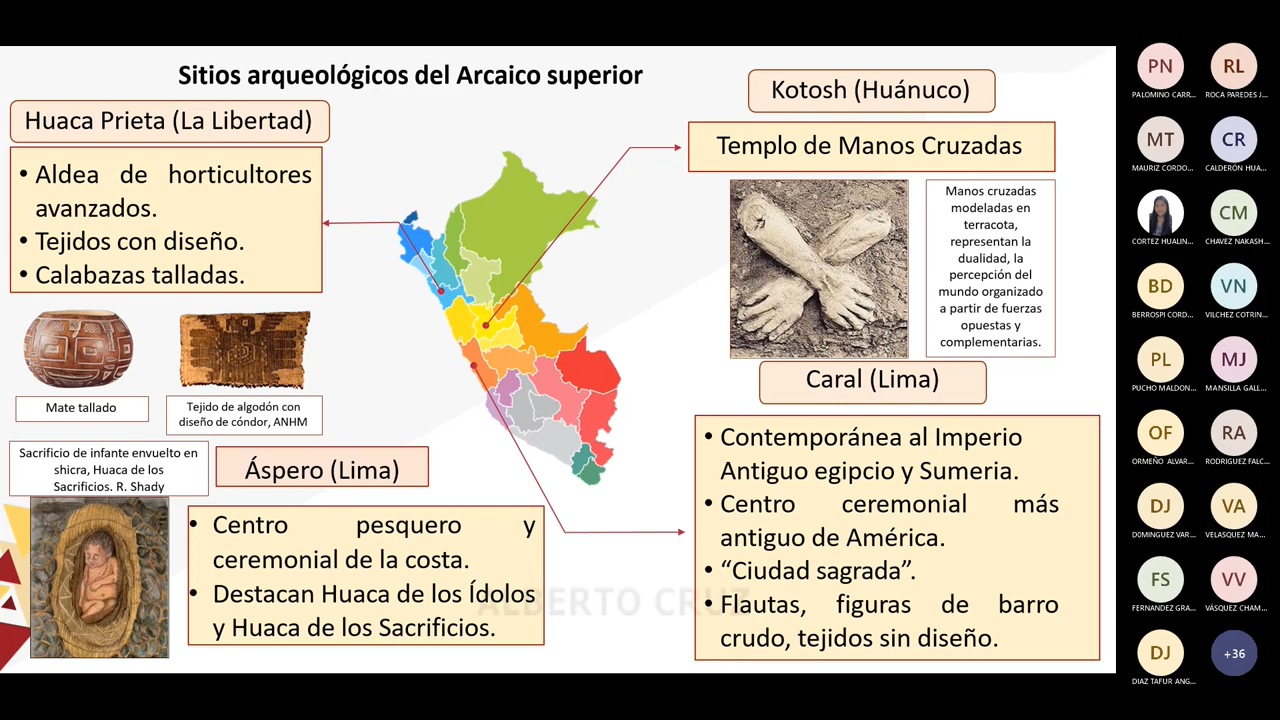 Sitios arqueológicos del Arcaico superior
Huaca Prieta (La Libertad)
• Aldea de horticultores
avanzados.
• Tejidos con diseño.
• Calabazas talladas.
Mate tallado
Tejido de algodón con
diseño de cóndor, ANHM
Sacrificio de infante envuelto en
shicra, Huaca de los
Sacrificios. R. Shady
Áspero (Lima)
• Centro pesquero y
ceremonial de la costa.
• Destacan Huaca de los Ídolos
y Huaca de los Sacrificios.
Kotosh (Huánuco)
Templo de Manos Cruzadas
Manos cruzadas
modeladas en
terracota,
representan la
dualidad, la
percepción del
mundo organizado
a partir de fuerzas
opuestas y
complementarias.
Caral (Lima)
• Contemporánea al Imperio
Antiguo egipcio y Sumeria.
• Centro ceremonial más
antiguo de América.
• “Ciudad sagrada”.
• Flautas, figuras de barro
crudo, tejidos sin diseño.
ALBERTO CRUZ
PN
PALOMINO CARR...
RL
ROCA PAREDES J...
MT
MAURIZ CORDO...
CR
CALDERÓN HUA...
CORTEZ HUALIN...
CM
CHAVEZ NAKASH...
BD
BERROSPI CORD...
VN
VILCHEZ COTRIN...
PL
PUCHO MALDON...
MJ
MANSILLA GALL...
OF
ORMEÑO ALVAR...
RA
RODRIGUEZ FALC...
DJ
DOMINGUEZ VAR...
VA
VELASQUEZ MA...
FS
FERNANDEZ GRA...
VV
VÁSQUEZ CHAM...
DJ
DIAZ TAFUR ANG...
+36